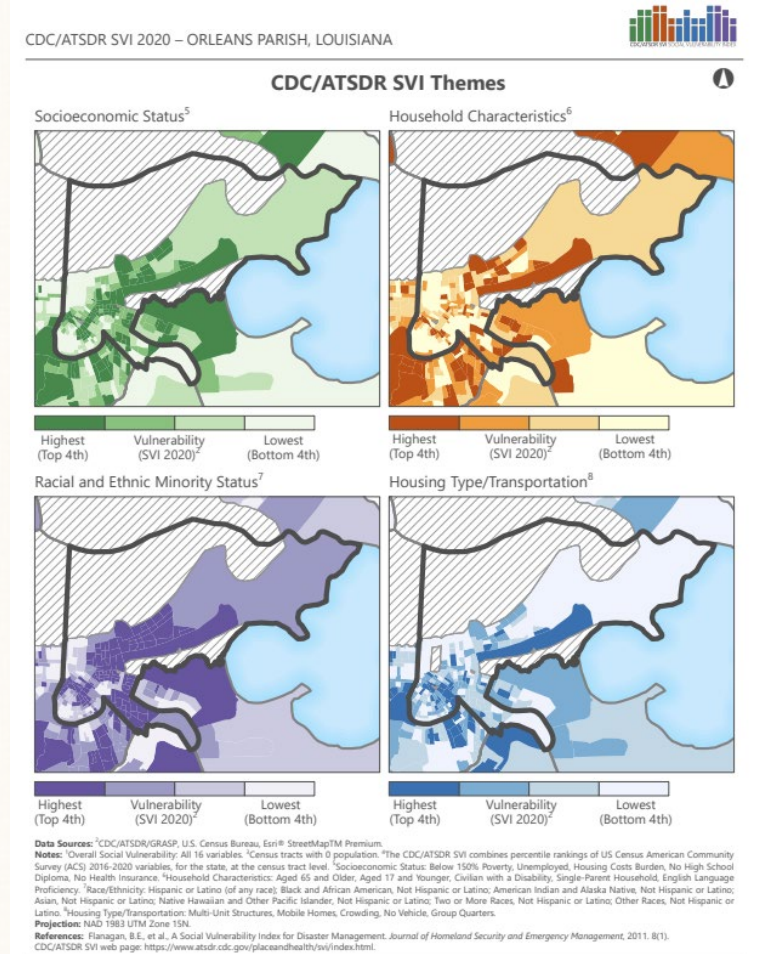 CDC/ATSDR SVI 2020 – ORLEANS PARISH, LOUISIANA
CDC/ATSDR SVI SOCIAL VULNERABILITY INDEX
CDC/ATSDR SVI Themes
Socioeconomic Status⁵
Household Characteristics⁶
Highest (Top 4th)
Vulnerability (SVI 2020)²
Lowest (Bottom 4th)
Highest (Top 4th)
Vulnerability (SVI 2020)²
Lowest (Bottom 4th)
Racial and Ethnic Minority Status⁷
Housing Type/Transportation⁸
Highest (Top 4th)
Vulnerability (SVI 2020)²
Lowest (Bottom 4th)
Highest (Top 4th)
Vulnerability (SVI 2020)²
Lowest (Bottom 4th)
Data Sources: ²CDC/ATSDR/GRASP, U.S. Census Bureau, Esri® StreetMapTM Premium.
Notes: ¹Overall Social Vulnerability: All 16 variables. ³Census tracts with 0 population. ⁴The CDC/ATSDR SVI combines percentile rankings of US Census American Community
Survey (ACS) 2016-2020 variables, for the state, at the census tract level. ⁵Socioeconomic Status: Below 150% Poverty, Unemployed, Housing Costs Burden, No High School
Diploma, No Health Insurance. ⁶Household Characteristics: Aged 65 and Older, Aged 17 and Younger, Civilian with a Disability, Single-Parent Household, English Language
Proficiency. ⁷Race/Ethnicity: Hispanic or Latino (of any race); Black and African American, Not Hispanic or Latino; American Indian and Alaska Native, Not Hispanic or Latino;
Asian, Not Hispanic or Latino; Native Hawaiian and Other Pacific Islander, Not Hispanic or Latino; Two or More Races, Not Hispanic or Latino; Other Races, Not Hispanic or
Latino. ⁸Housing Type/Transportation: Multi-Unit Structures, Mobile Homes, Crowding, No Vehicle, Group Quarters.
Projection: NAD 1983 UTM Zone 15N.
References: Flanagan, B.E., et al., A Social Vulnerability Index for Disaster Management. Journal of Homeland Security and Emergency Management, 2011. 8(1).
CDC/ATSDR SVI web page: https://www.atsdr.cdc.gov/placeandhealth/svi/index.html.